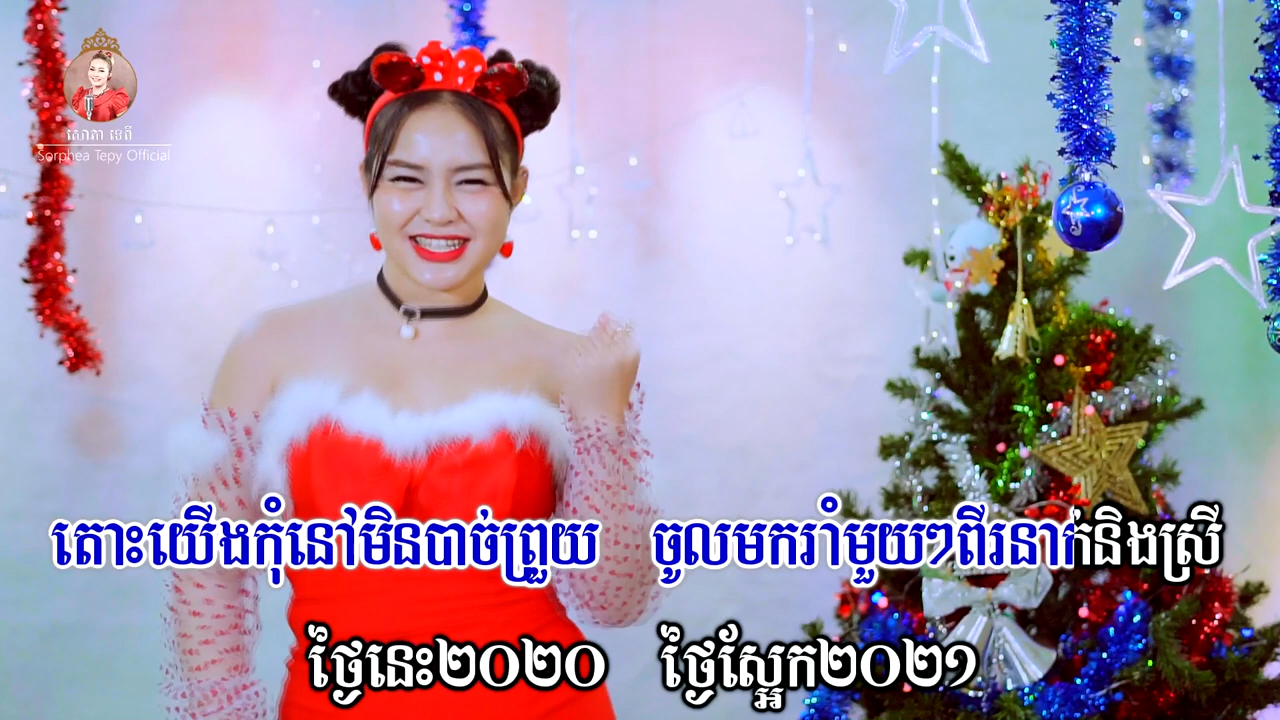 សោភា ទេពី
Sorphea Tepy Official
តោះយើងកុំនៅមិនបាច់ព្រួយ ចូលមករាំមួយៗពីរនាក់និងស្រី
ថ្ងៃនេះ២០២០ ថ្ងៃស្អែក២០២១